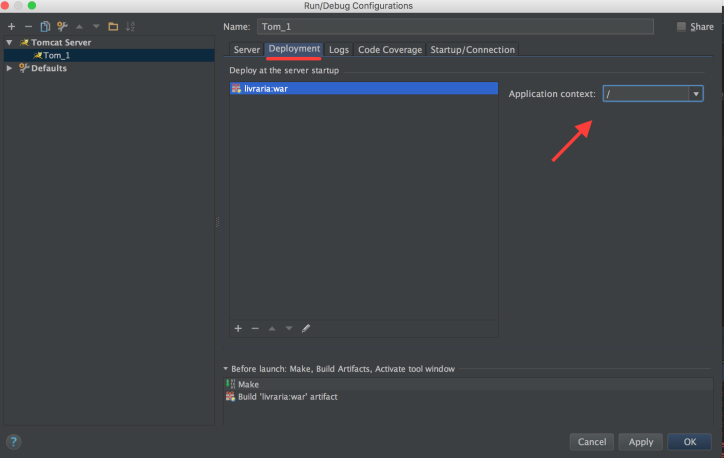 Run/Debug Configurations
Name: Tom_1 Share
Tomcat Server
Tom_1
Defaults
Server Deployment Logs Code Coverage Startup/Connection
Deploy at the server startup
livraria:war
Application context: /
Before launch: Make, Build Artifacts, Activate tool window
Make
Build 'livraria:war' artifact
? Cancel Apply OK